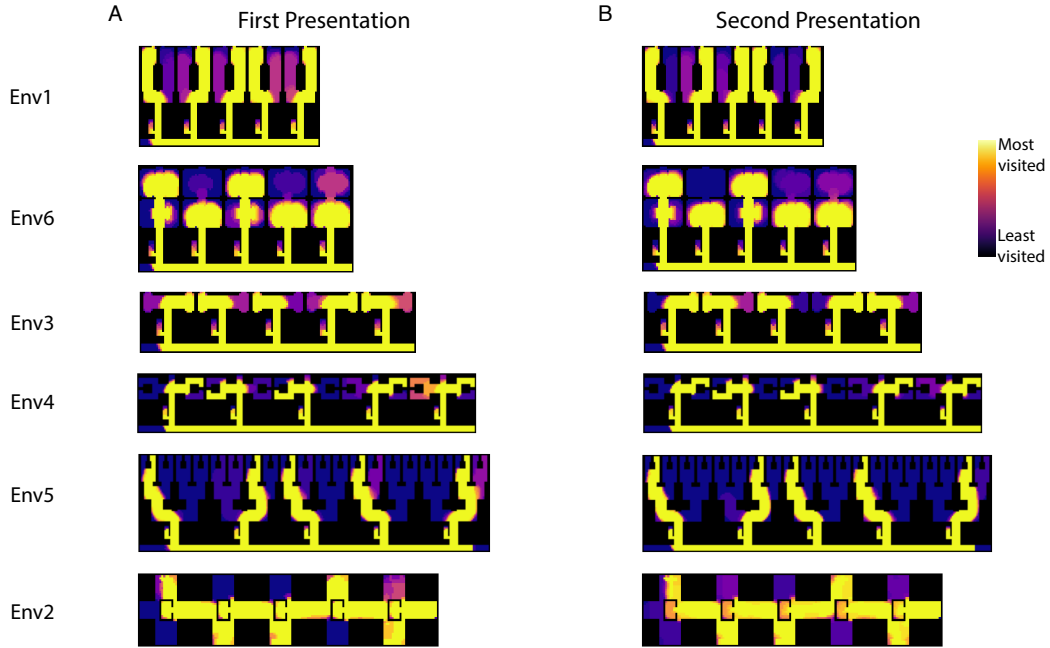 A
First Presentation
B
Second Presentation
Env1
Env6
Env3
Env4
Env5
Env2
Most
visited
Least
visited